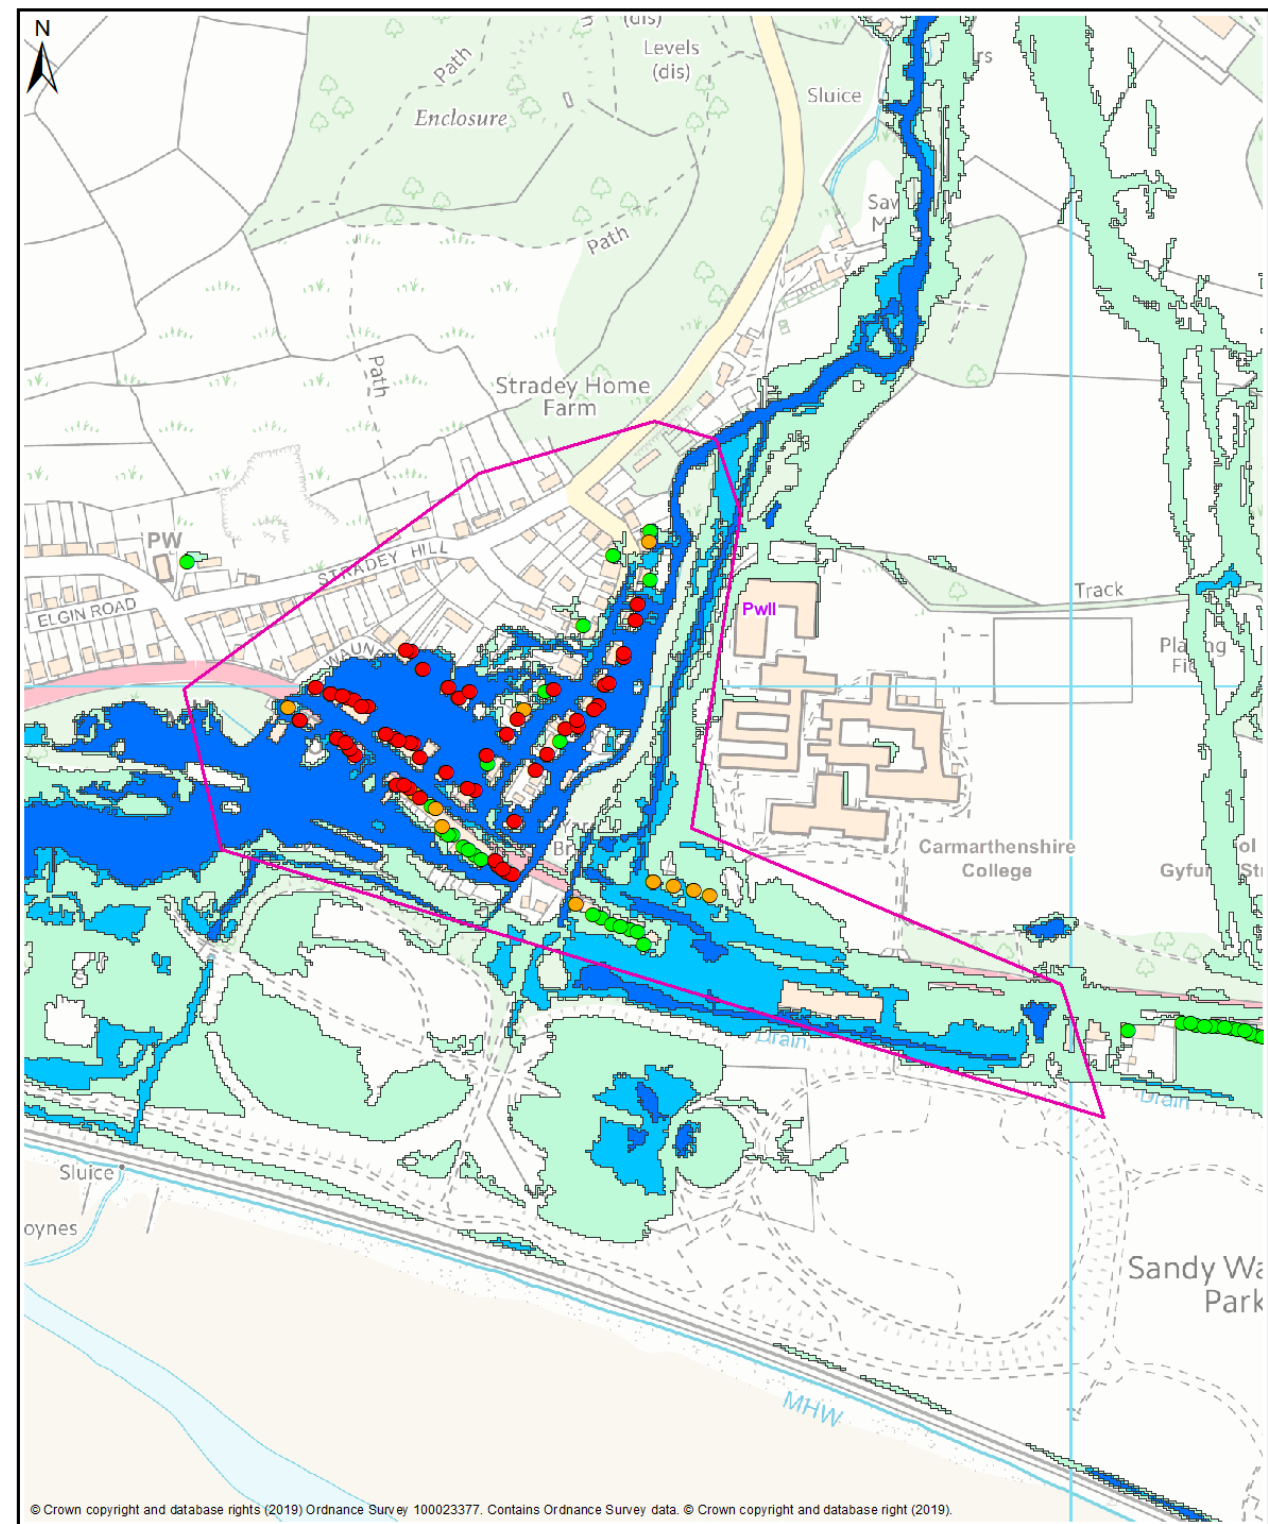 N
(dis)
Levels
(dis)
Path
Enclosure
Sluice
Path
Path
Stradey Home
Farm
PW
STRADEY HILL
ELGIN ROAD
Pwll
Track
Carmarthenshire
College
Drain
Drain
Sluice
oynes
Sandy Wa
Park
MHW
© Crown copyright and database rights (2019) Ordnance Survey 100023377. Contains Ordnance Survey data. © Crown copyright and database right (2019).